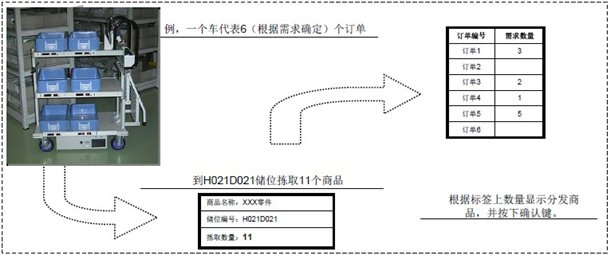 例，一个车代表6（根据需求确定）个订单
订单编号 需求数量
订单1 3
订单2
订单3 2
订单4 1
订单5 5
订单6
到H021D021储位拣取11个商品
商品名称：XXX零件
储位编号：H021D021
拣取数量：11
根据标签上数量显示分发商
品，并按下确认键。